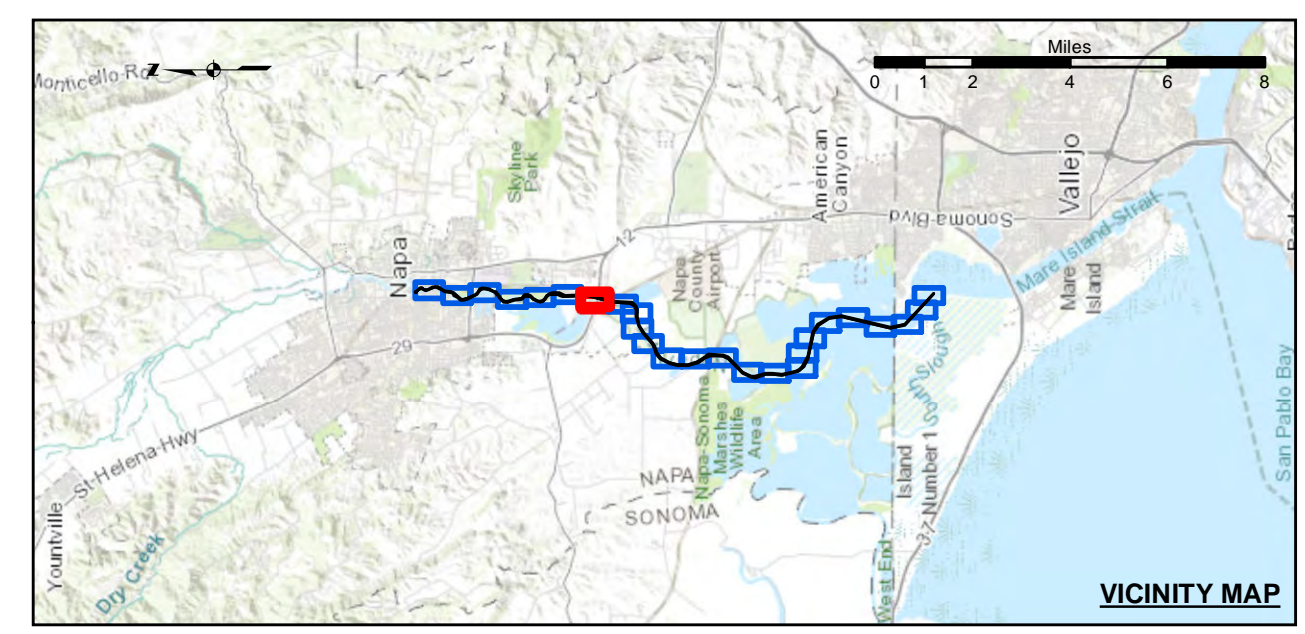 Monticello-Rd
Z
Miles
0 1 2 4 6 8
Skyline
Park
American
Canyon
Vallejo
Sonoma-Blvd
Mare Island-Strait
12
Napa
Napa
County
Airport
Mare
Island
29
South Slough
St-Helena-Hwy
Napa-Sonoma
Marshes
Wildlife
Area
NAPA
SONOMA
Island
Number 1
37
San Pablo Bay
Yountville
Dry Creek
West End
VICINITY MAP